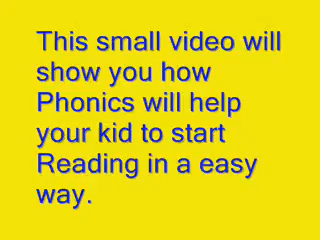 This small video will
show you how
Phonics will help
your kid to start
Reading in a easy
way.